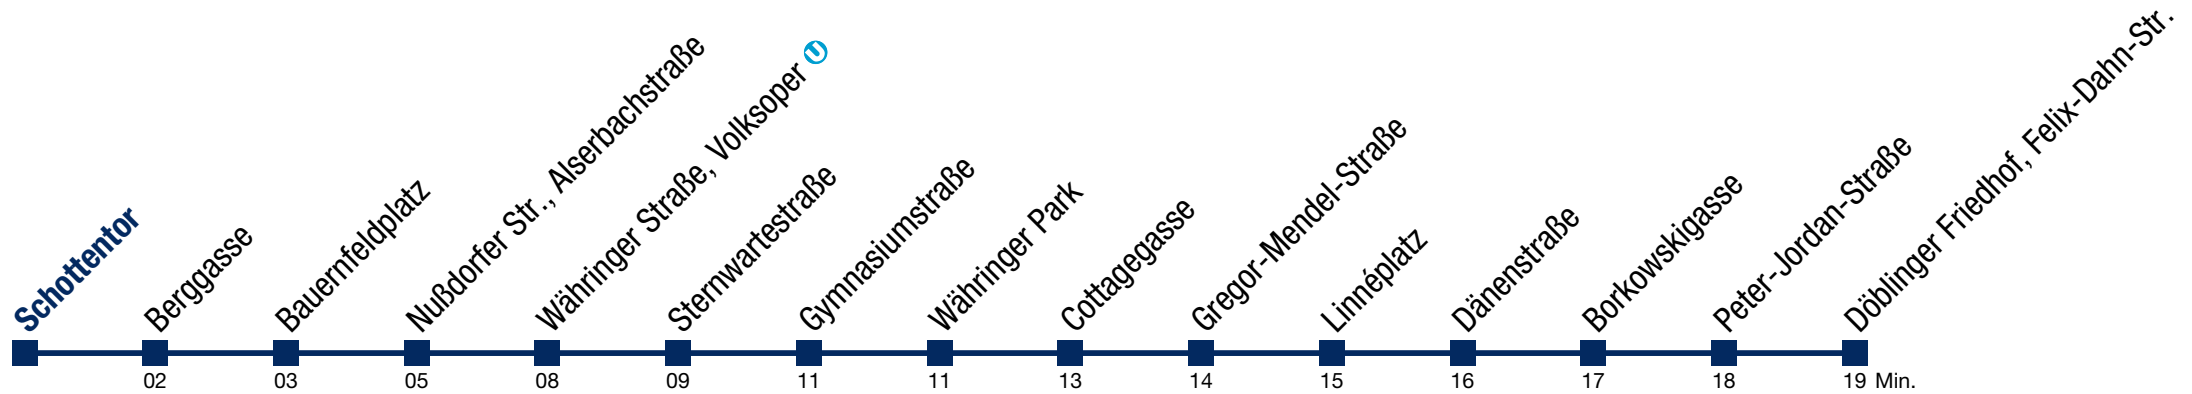 Schottentor
Berggasse
Bauernfeldplatz
Nußdorfer Str., Alserbachstraße
Währinger Straße, Volksoper U
Sternwartestraße
Gymnasiumstraße
Währinger Park
Cottagegasse
Gregor-Mendel-Straße
Linnéplatz
Dänenstraße
Borkowskigasse
Peter-Jordan-Straße
Döblinger Friedhof, Felix-Dahn-Str.
02 03 05 08 09 11 11 13 14 15 16 17 18 19 Min.